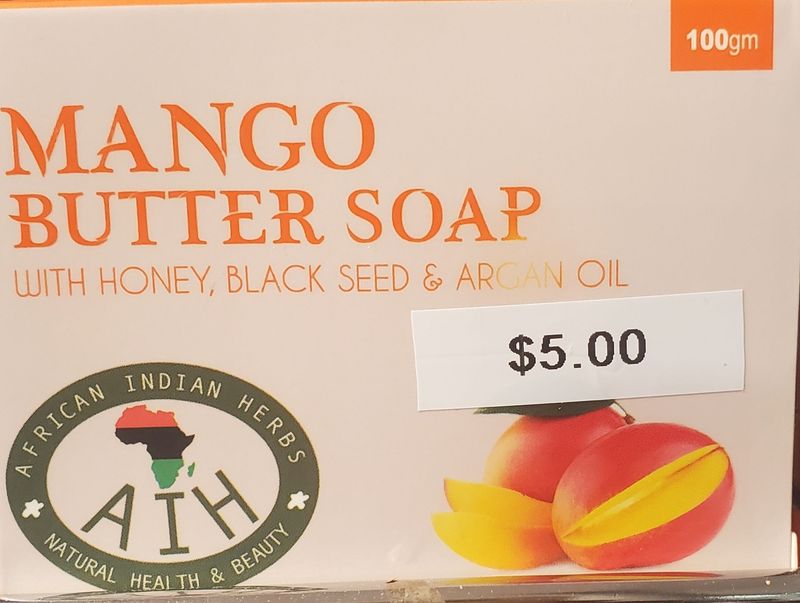 100gm
MANGO
BUTTER SOAP
WITH HONEY, BLACK SEED & ARGAN OIL
$5.00
AFRICAN INDIAN HERBS
AIH
NATURAL HEALTH & BEAUTY